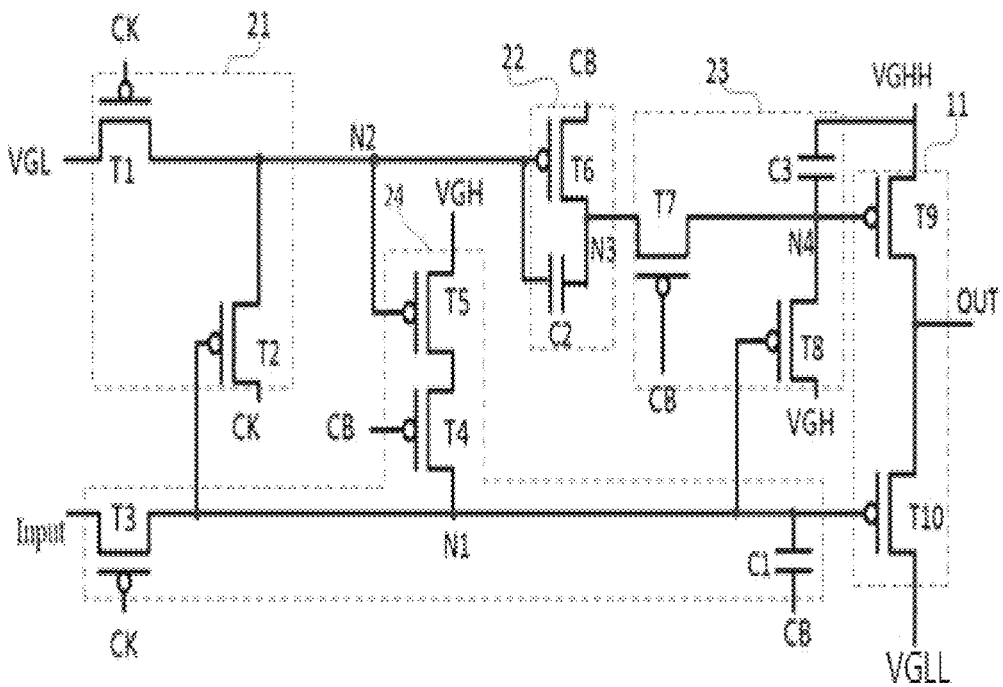 CK
21
22
CB
23
VGHH
11
VGL
T1
N2
T6
T7
C3
T9
24
VGH
N3
N4
OUT
T5
C2
T2
T8
CK
CB
T4
CB
VGH
Input
T3
N1
C1
T10
CK
CB
VGLL